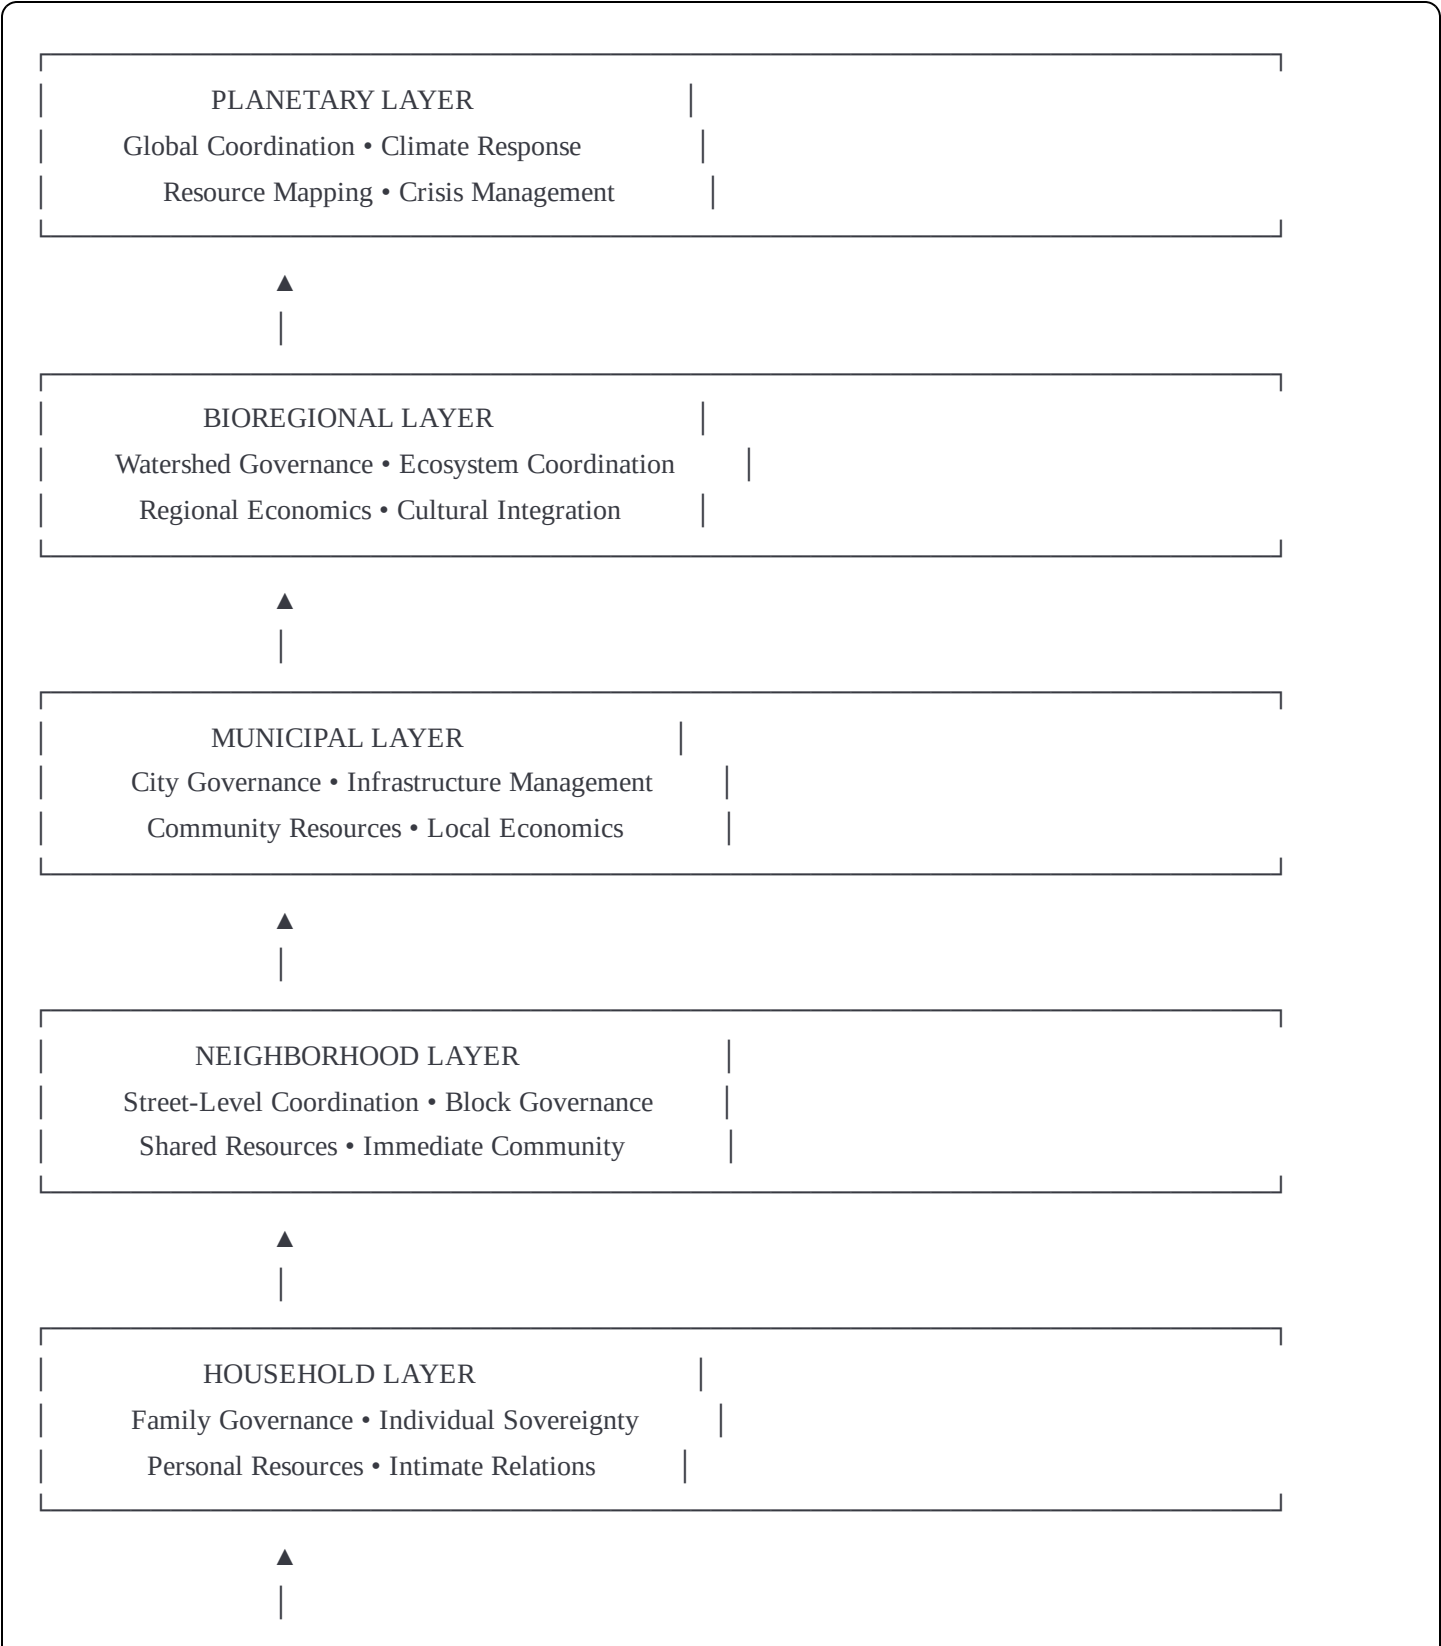 PLANETARY LAYER
Global Coordination • Climate Response
Resource Mapping • Crisis Management
▲
BIOREGIONAL LAYER
Watershed Governance • Ecosystem Coordination
Regional Economics • Cultural Integration
▲
MUNICIPAL LAYER
City Governance • Infrastructure Management
Community Resources • Local Economics
▲
NEIGHBORHOOD LAYER
Street-Level Coordination • Block Governance
Shared Resources • Immediate Community
▲
HOUSEHOLD LAYER
Family Governance • Individual Sovereignty
Personal Resources • Intimate Relations
▲